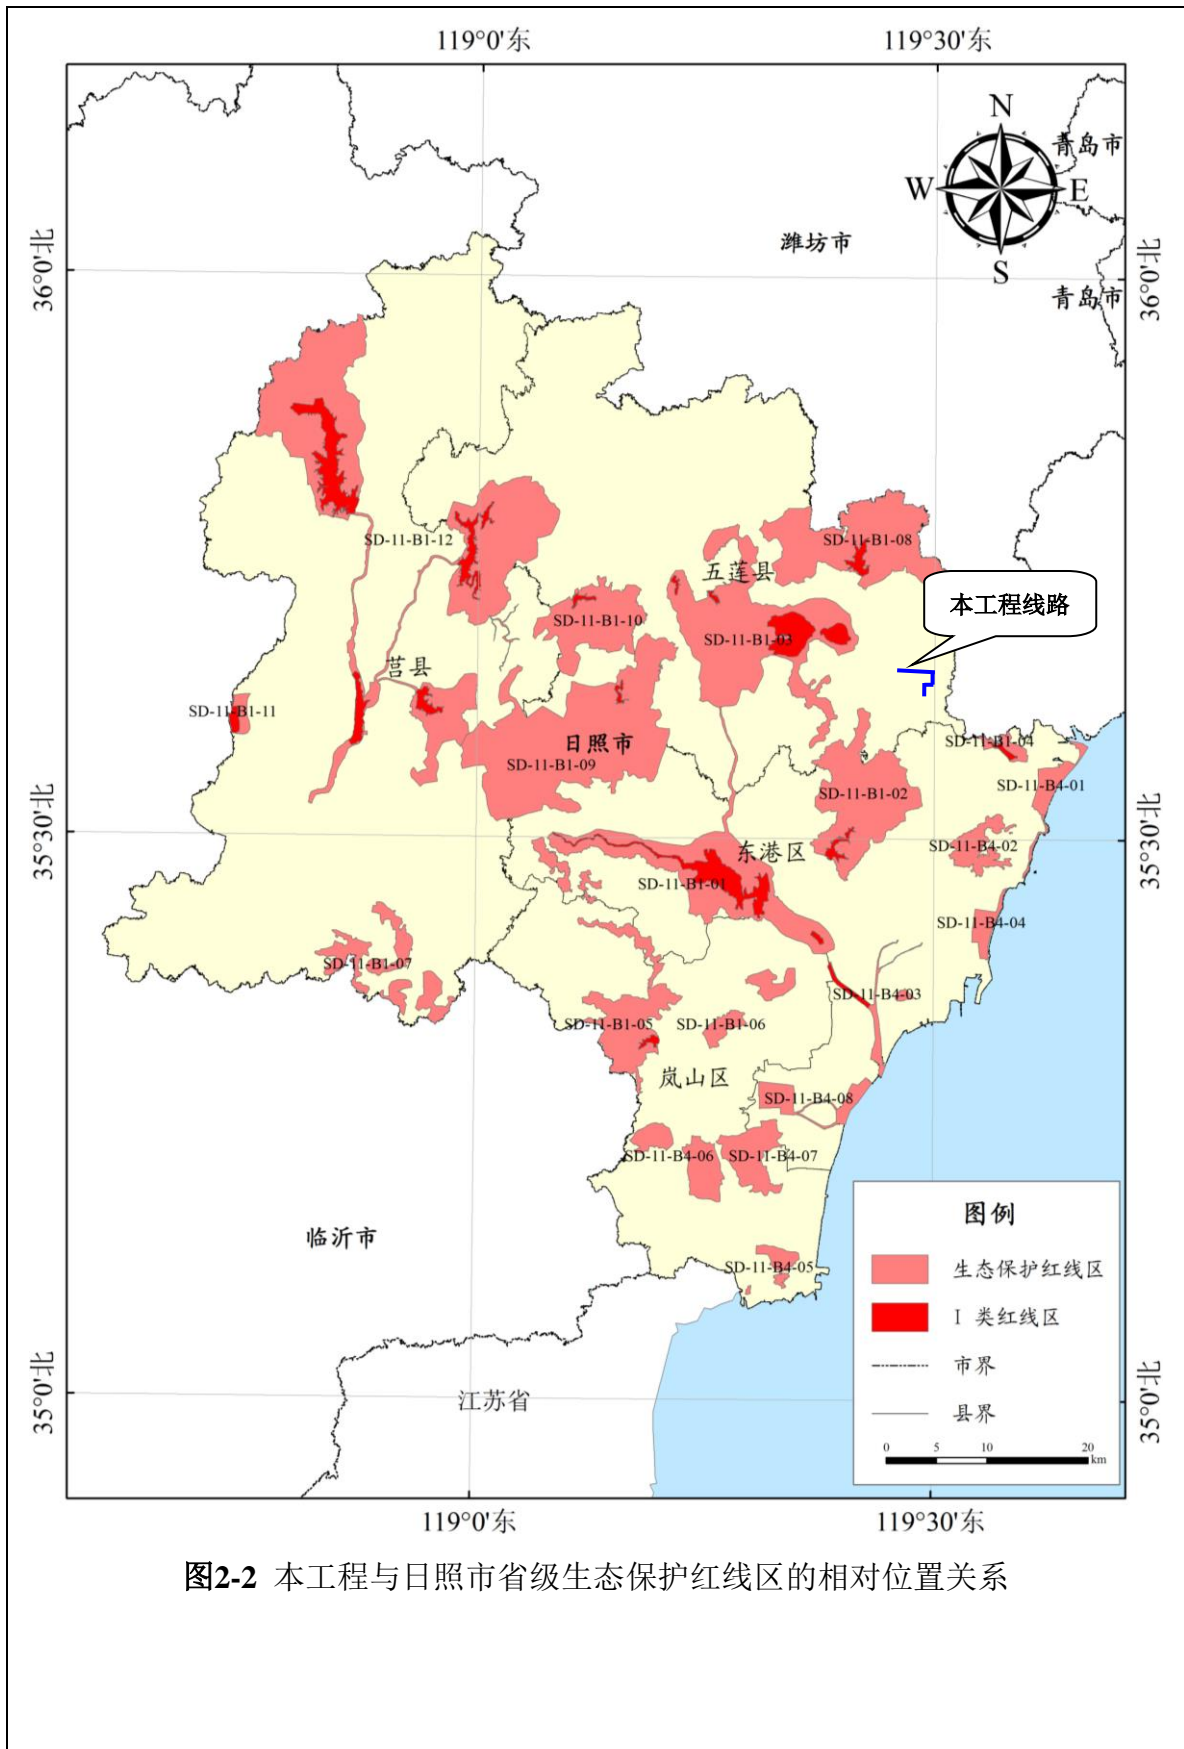 119°0'东
119°30'东
N
青岛市
W
E
潍坊市
S
36°0'北
36°0'北
青岛市
SD-11-B1-12
SD-11-B1-08
五莲县
本工程线路
SD-11-B1-10
SD-11-B1-03
莒县
SD-11-B1-11
日照市
SD-11-B1-04
SD-11-B1-09
SD-11-B4-01
SD-11-B1-02
35°30'北
35°30'北
东港区
SD-11-B4-02
SD-11-B1-01
SD-11-B4-04
SD-11-B1-07
SD-11-B4-03
SD-11-B1-05
SD-11-B1-06
岚山区
SD-11-B4-08
SD-11-B4-06
SD-11-B4-07
临沂市
SD-11-B4-05
图例
生态保护红线区
I 类红线区
市界
县界
0 5 10 20
km
35°0'北
35°0'北
江苏省
119°0'东
119°30'东
图2-2 本工程与日照市省级生态保护红线区的相对位置关系